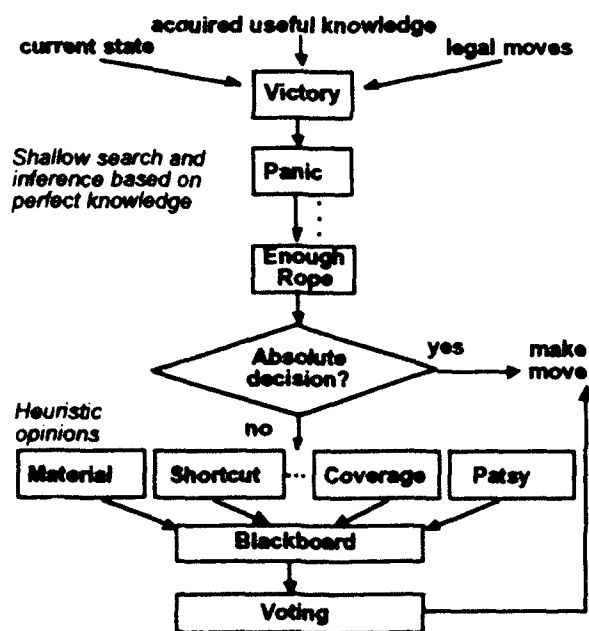 acquired useful knowledge
current state
legal moves
Victory
Shallow search and
inference based on
perfect knowledge
Panic
Enough
Rope
Absolute
decision?
yes
make
move
Heuristic
opinions
no
Material
Shortcut
Coverage
Patsy
Blackboard
Voting